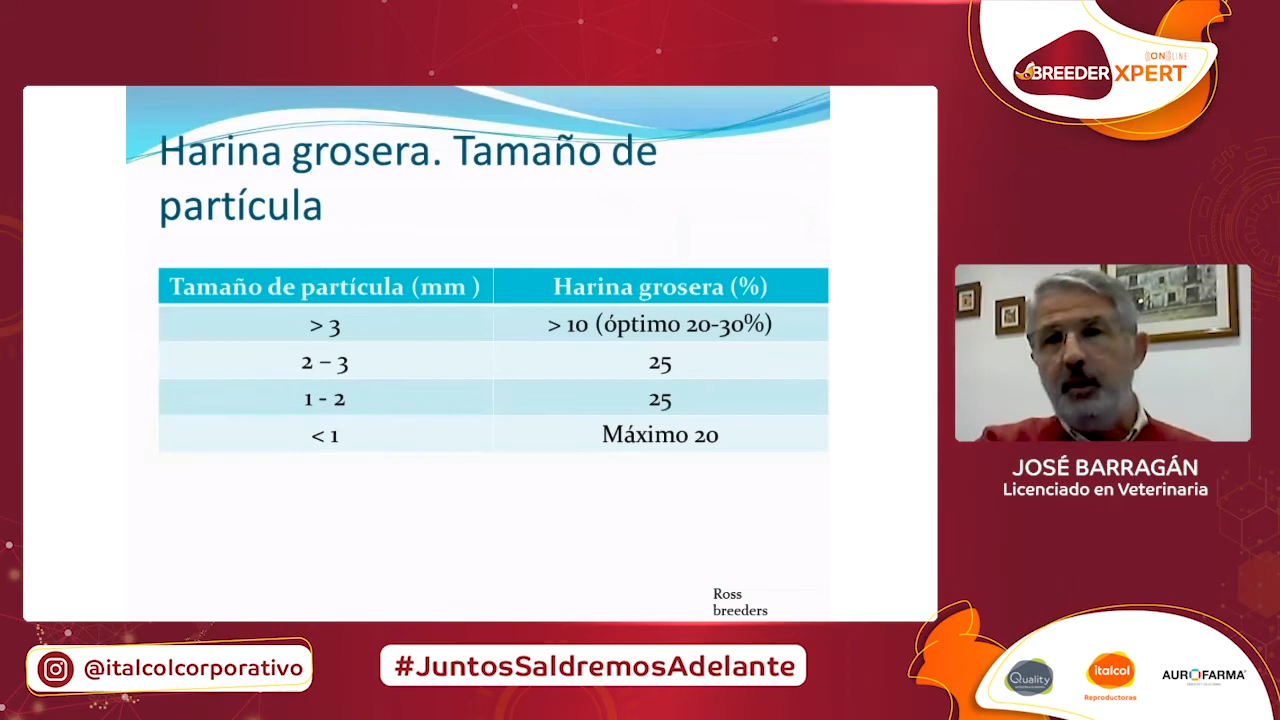 ONLINE
BREEDER XPERT
Harina grosera. Tamaño de
partícula
Tamaño de partícula (mm ) Harina grosera (%)
> 3 > 10 (óptimo 20-30%)
2 – 3 25
1 - 2 25
< 1 Máximo 20
Ross
breeders
JOSÉ BARRAGÁN
Licenciado en Veterinaria
@italcolcorporativo
#JuntosSaldremosAdelante
Quality
italcol
Reproductoras
AUROFARMA